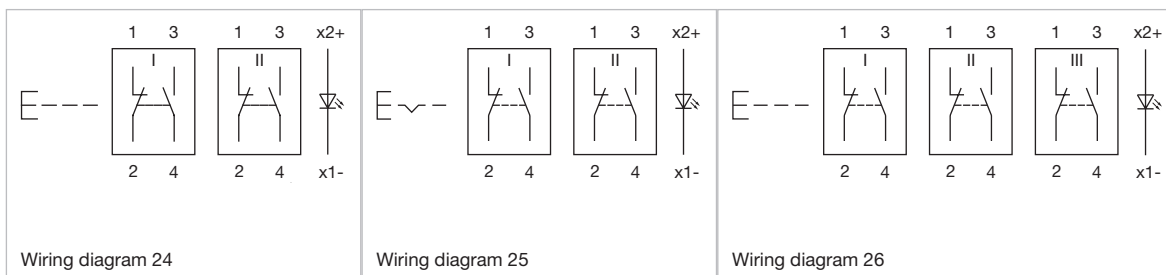 1 3 1 3 x2+
I II
2 4 2 4 x1-
Wiring diagram 24
1 3 1 3 x2+
I II
2 4 2 4 x1-
Wiring diagram 25
1 3 1 3 1 3 x2+
I II III
2 4 2 4 2 4 x1-
Wiring diagram 26